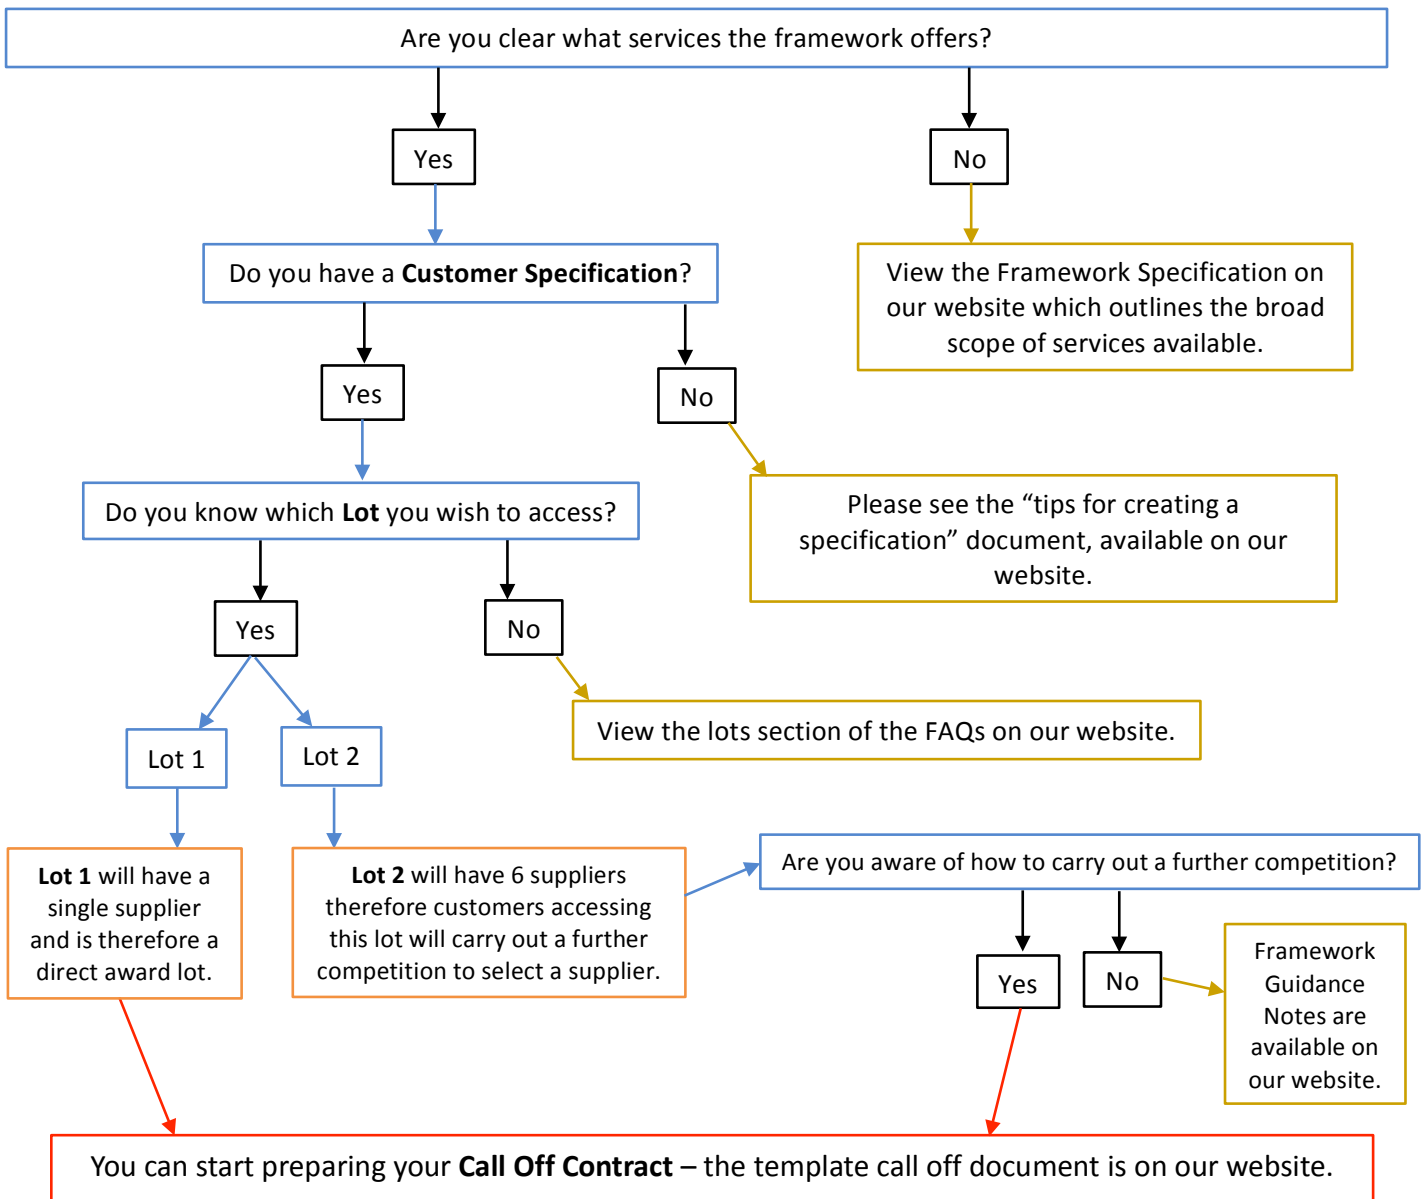 Are you clear what services the framework offers?
Yes
No
Do you have a Customer Specification?
View the Framework Specification on
our website which outlines the broad
scope of services available.
Yes
No
Do you know which Lot you wish to access?
Please see the “tips for creating a
specification” document, available on our
website.
Yes
No
View the lots section of the FAQs on our website.
Lot 1
Lot 2
Lot 1 will have a
single supplier
and is therefore a
direct award lot.
Lot 2 will have 6 suppliers
therefore customers accessing
this lot will carry out a further
competition to select a supplier.
Are you aware of how to carry out a further competition?
Yes
No
Framework
Guidance
Notes are
available on
our website.
You can start preparing your Call Off Contract – the template call off document is on our website.